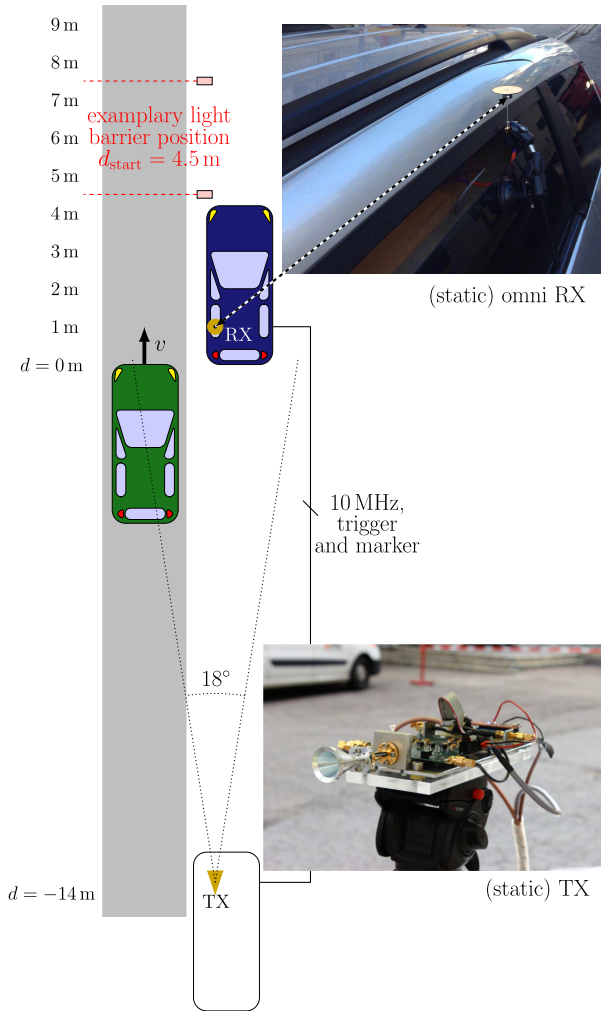 9 m
8 m
7 m
examplary light
barrier position
d_start = 4.5 m
6 m
5 m
4 m
3 m
2 m
1 m
d = 0 m
(static) omni RX
RX
v
10 MHz,
trigger
and marker
18°
(static) TX
TX
d = −14 m